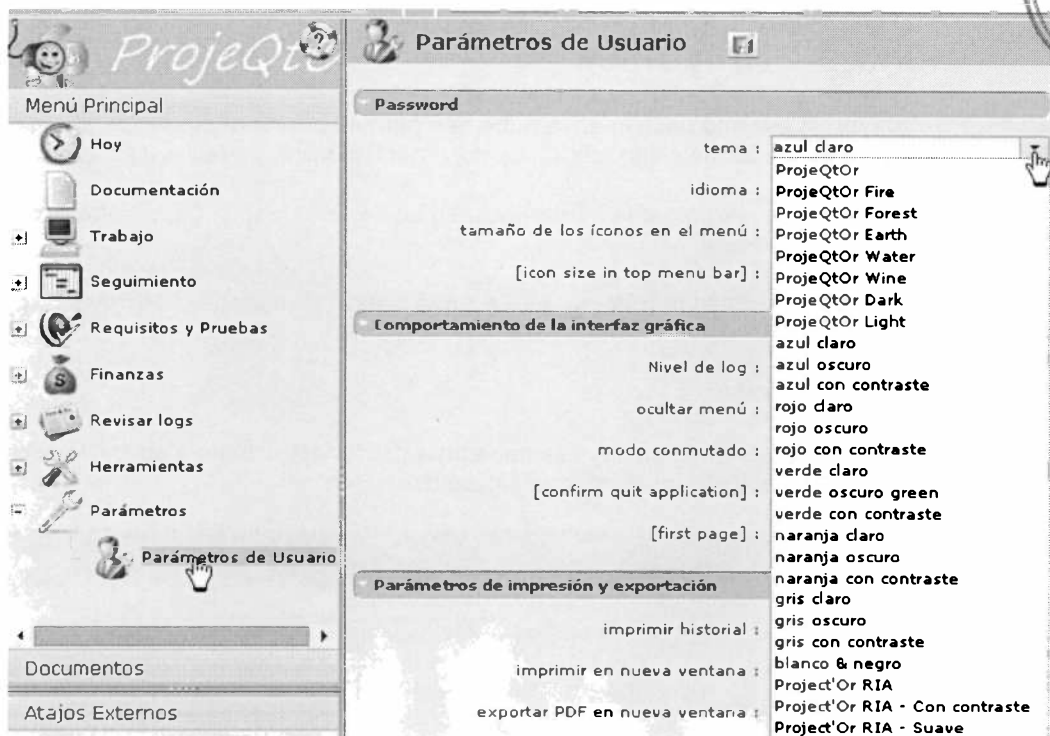 ProjeQtO
Parámetros de Usuario
Menú Principal
Hoy
Documentación
Trabajo
Seguimiento
Requisitos y Pruebas
Finanzas
Revisar logs
Herramientas
Parámetros
Parámetros de Usuario
Documentos
Atajos Externos
Password
tema : azul claro
idioma :
tamaño de los íconos en el menú :
[icon size in top menu bar] :
Comportamiento de la interfaz gráfica
Nivel de log :
ocultar menú :
modo conmutado :
[confirm quit application] :
[first page] :
Parámetros de impresión y exportación
imprimir historial :
imprimir en nueva ventana :
exportar PDF en nueva ventana :
ProjeQtOr
ProjeQtOr Fire
ProjeQtOr Forest
ProjeQtOr Earth
ProjeQtOr Water
ProjeQtOr Wine
ProjeQtOr Dark
ProjeQtOr Light
azul claro
azul oscuro
azul con contraste
rojo claro
rojo oscuro
rojo con contraste
verde claro
verde oscuro green
verde con contraste
naranja claro
naranja oscuro
naranja con contraste
gris claro
gris oscuro
gris con contraste
blanco & negro
Project'Or RIA
Project'Or RIA - Con contraste
Project'Or RIA - Suave